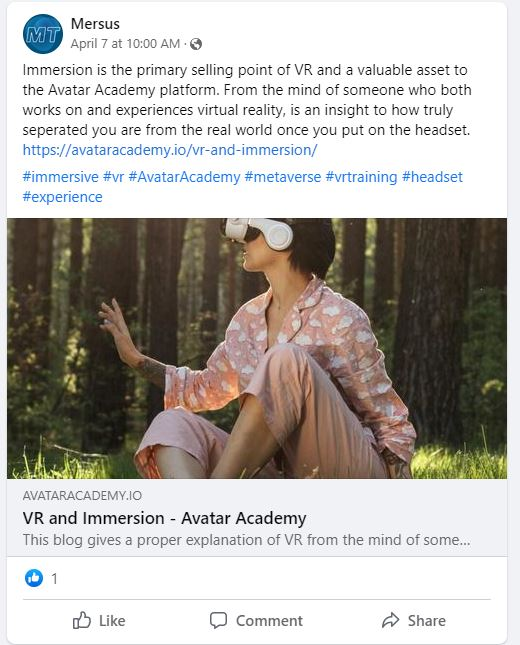 MT
Mersus
April 7 at 10:00 AM ·
Immersion is the primary selling point of VR and a valuable asset to
the Avatar Academy platform. From the mind of someone who both
works on and experiences virtual reality, is an insight to how truly
seperated you are from the real world once you put on the headset.
https://avataracademy.io/vr-and-immersion/
#immersive #vr #AvatarAcademy #metaverse #vrtraining #headset
#experience
AVATARACADEMY.IO
VR and Immersion - Avatar Academy
This blog gives a proper explanation of VR from the mind of some...
1
Like Comment Share